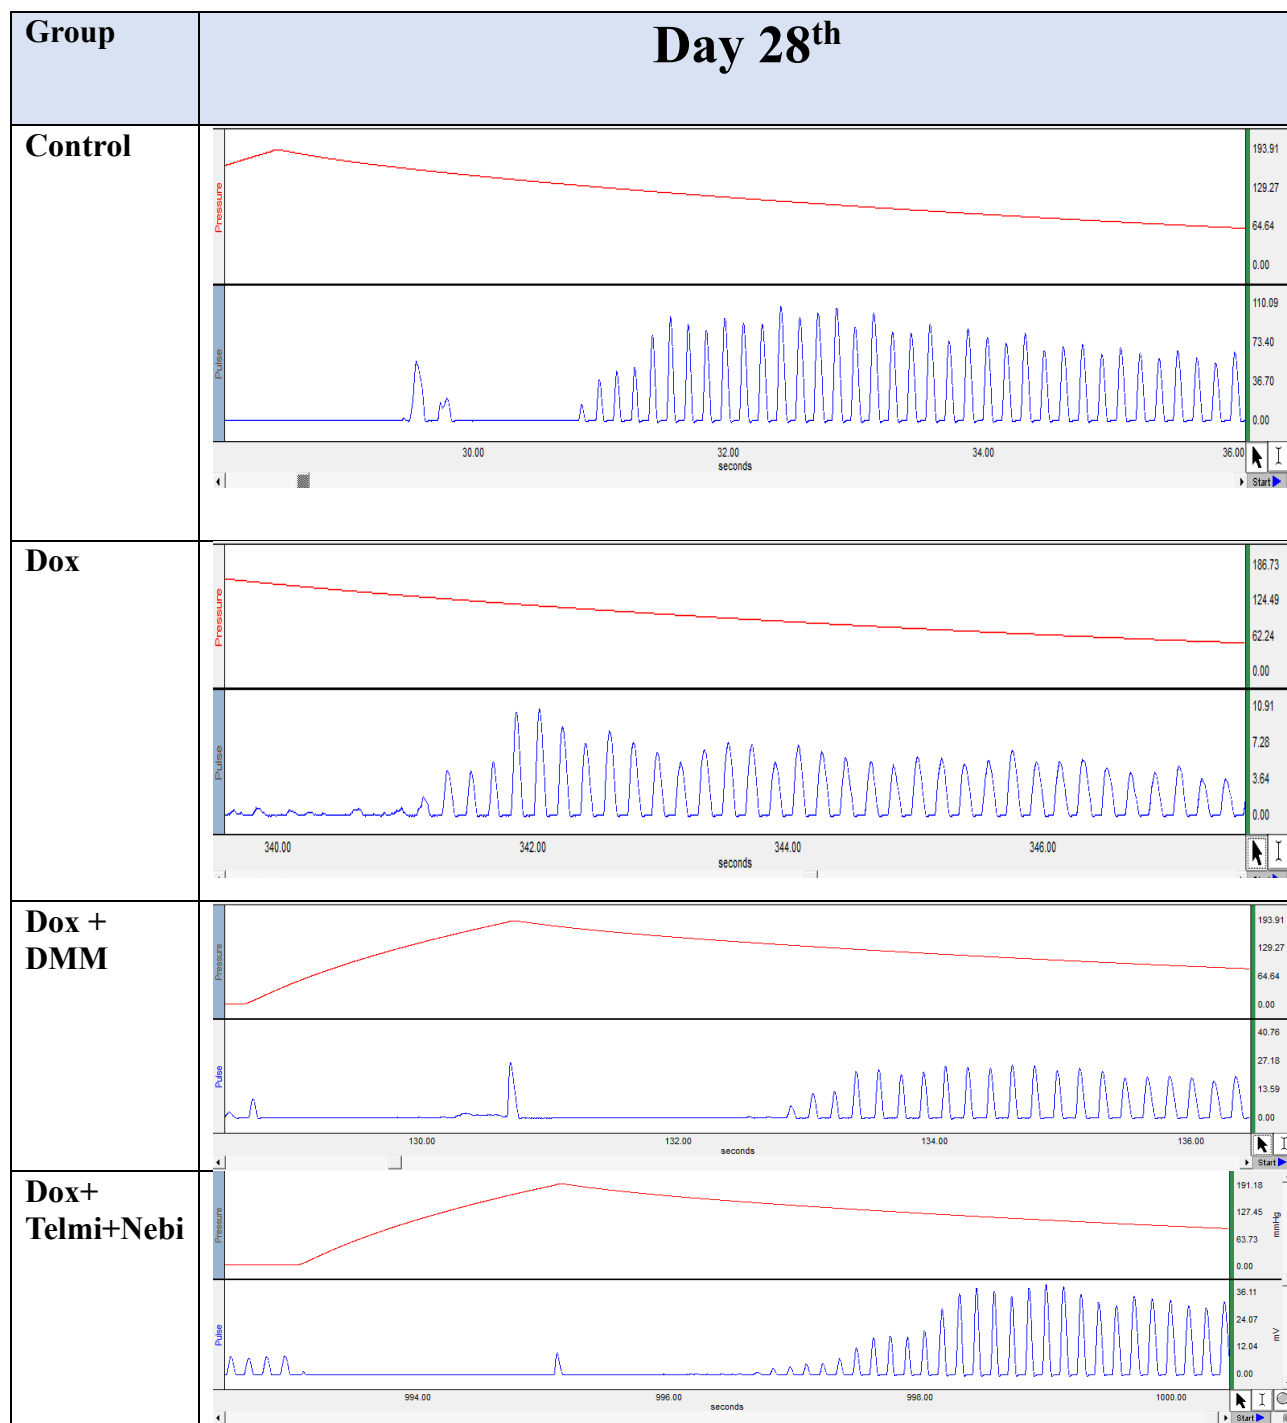 Group
Day 28th
Control
Pressure
193.91
129.27
64.64
0.00
Pulse
110.09
73.40
36.70
0.00
30.00 32.00 34.00 36.00
seconds
Start
Dox
Pressure
186.73
124.49
62.24
0.00
Pulse
10.91
7.28
3.64
0.00
340.00 342.00 344.00 346.00
seconds
Dox +
DMM
Pressure
193.91
129.27
64.64
0.00
Pulse
40.76
27.18
13.59
0.00
130.00 132.00 134.00 136.00
seconds
Start
Dox+
Telmi+Nebi
Pressure
191.18
127.45
63.73
0.00
mmHg
Pulse
36.11
24.07
12.04
0.00
mV
994.00 996.00 998.00 1000.00
seconds
Start